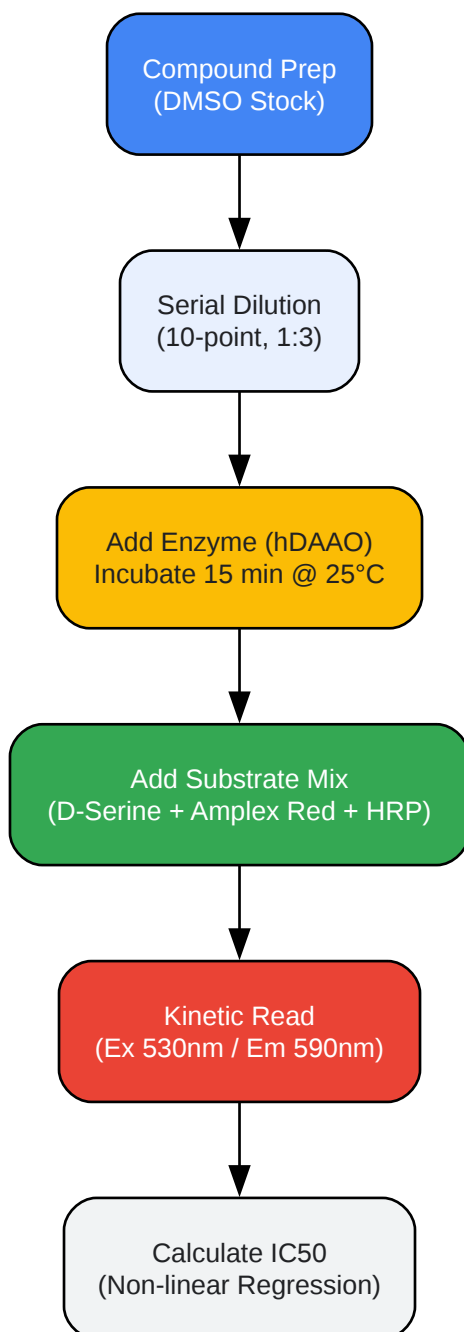 Compound Prep
(DMSO Stock)
Serial Dilution
(10-point, 1:3)
Add Enzyme (hDAAO)
Incubate 15 min @ 25°C
Add Substrate Mix
(D-Serine + Amplex Red + HRP)
Kinetic Read
(Ex 530nm / Em 590nm)
Calculate IC50
(Non-linear Regression)